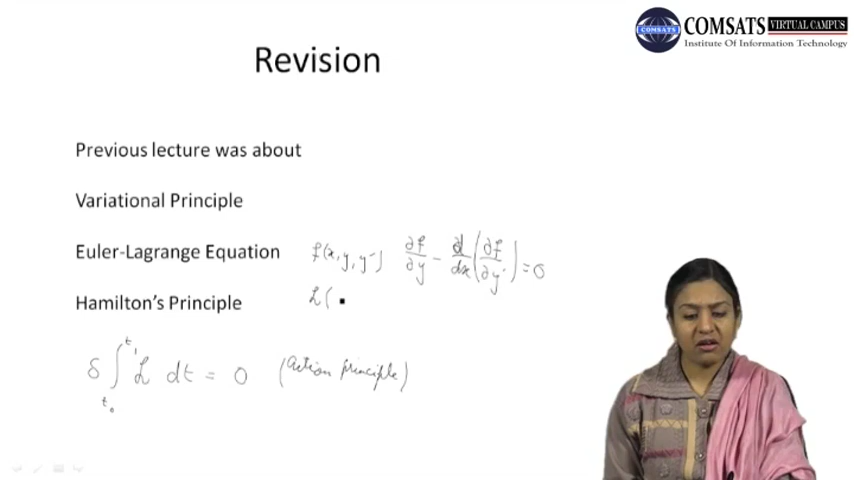 COMSATS VIRTUAL CAMPUS
COMSATS
Institute Of Information Technology
Revision
Previous lecture was about
Variational Principle
Euler-Lagrange Equation f(x, y, y') ∂f/∂y − d/dx (∂f/∂y') = 0
Hamilton's Principle L(
δ ∫_{t₀}^{t₁} L dt = 0 (Action principle)